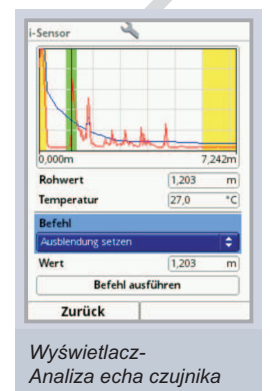 i-Sensor
0,000m 7,242m
Rohwert 1,203 m
Temperatur 27,0 °C
Befehl
Ausblendung setzen
Wert 1,203 m
Befehl ausführen
Zurück
Wyświetlacz-
Analiza echa czujnika